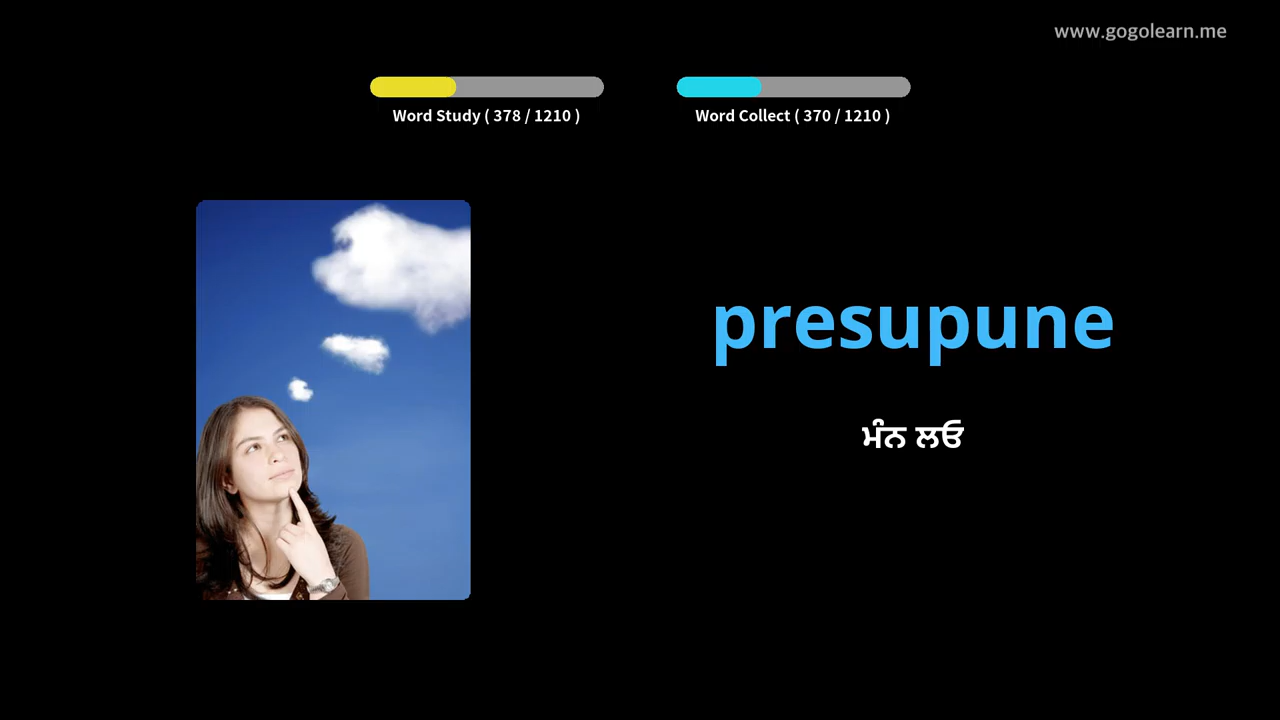 www.gogolearn.me
Word Study ( 378 / 1210 )
Word Collect ( 370 / 1210 )
presupune
ਮੰਨ ਲਓ